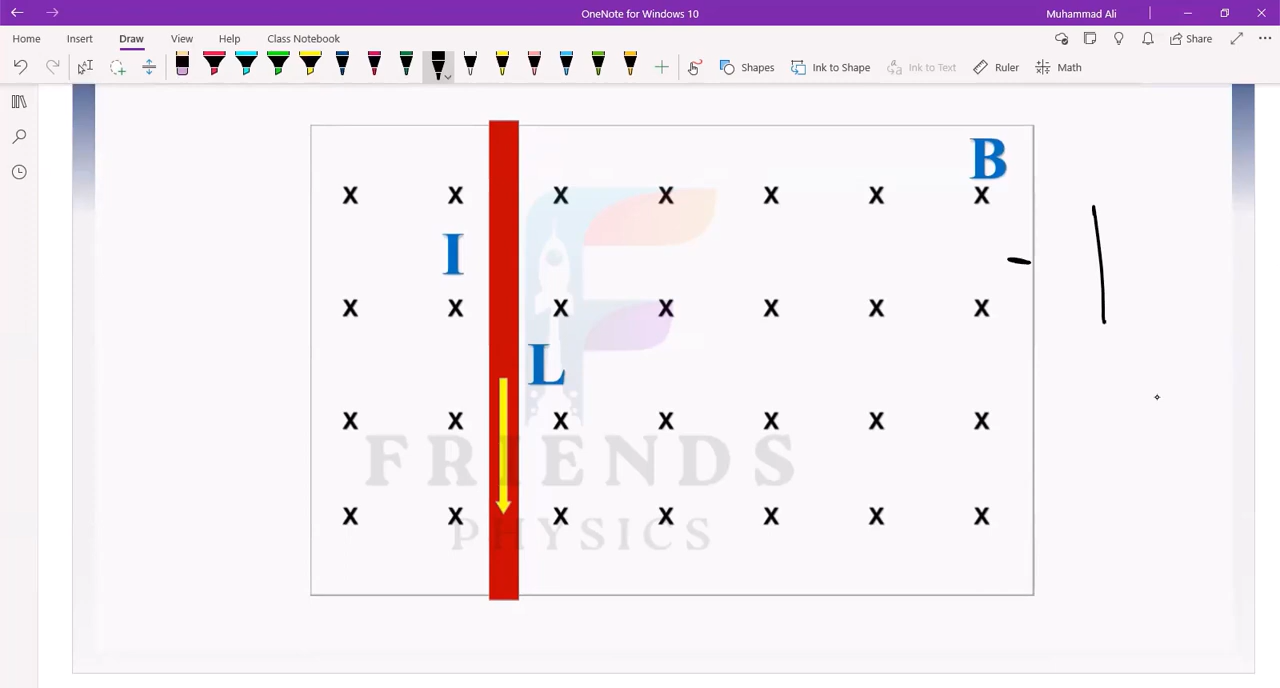 OneNote for Windows 10
Muhammad Ali
Home Insert Draw View Help Class Notebook
Share
Shapes Ink to Shape Ink to Text Ruler Math
B
X X X X X X X
I
X X X X X X X
L
X X X X X X X
FRIENDS
X X X X X X X
PHYSICS